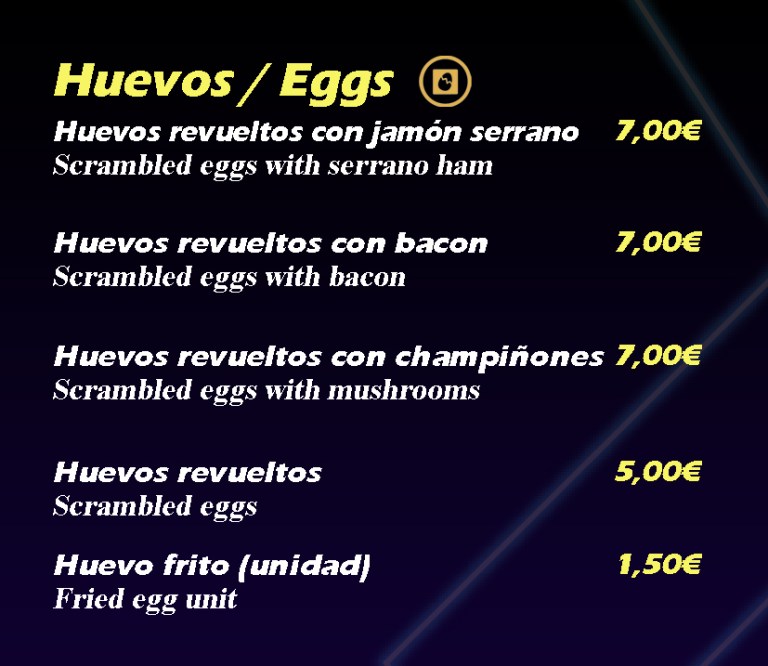 Huevos / Eggs
Huevos revueltos con jamón serrano 7,00€
Scrambled eggs with serrano ham
Huevos revueltos con bacon 7,00€
Scrambled eggs with bacon
Huevos revueltos con champiñones 7,00€
Scrambled eggs with mushrooms
Huevos revueltos 5,00€
Scrambled eggs
Huevo frito (unidad) 1,50€
Fried egg unit